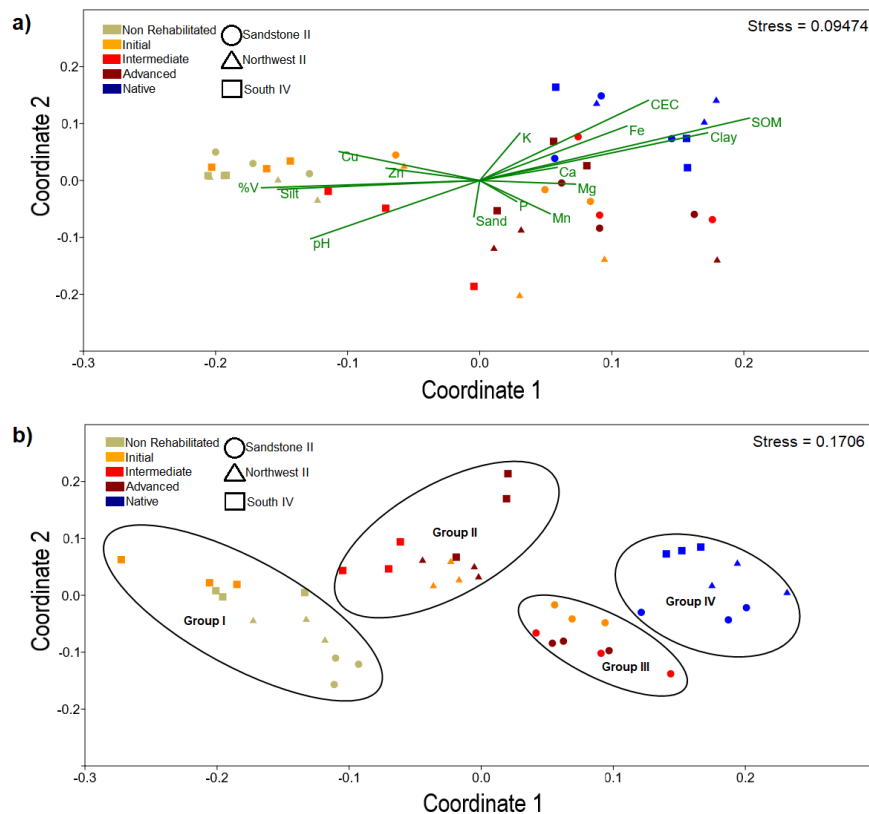 a)
Stress = 0.09474
Non Rehabilitated
Initial
Intermediate
Advanced
Native
Sandstone II
Northwest II
South IV
0.2
0.1
0.0
-0.1
-0.2
Coordinate 2
CEC
SOM
Fe
Clay
K
Cu
Zn
Ca
%V
Silt
Mg
P
Sand
Mn
pH
-0.3
-0.2
-0.1
0.0
0.1
0.2
Coordinate 1
b)
Stress = 0.1706
Non Rehabilitated
Initial
Intermediate
Advanced
Native
Sandstone II
Northwest II
South IV
0.2
0.1
0.0
-0.1
-0.2
Coordinate 2
Group II
Group I
Group IV
Group III
-0.3
-0.2
-0.1
0.0
0.1
0.2
Coordinate 1